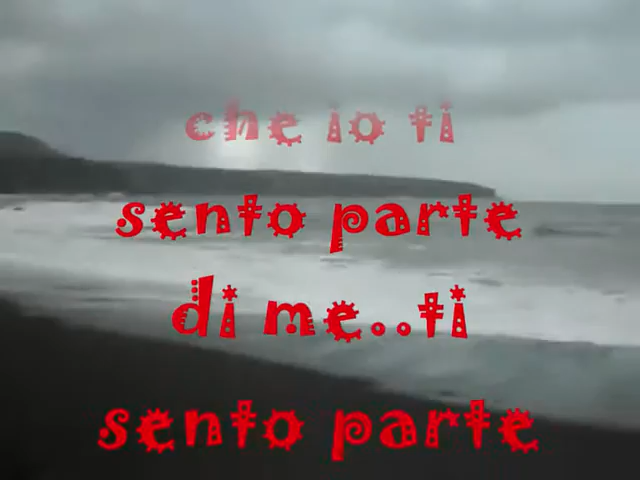 che io ti
sento parte
di me..ti
sento parte